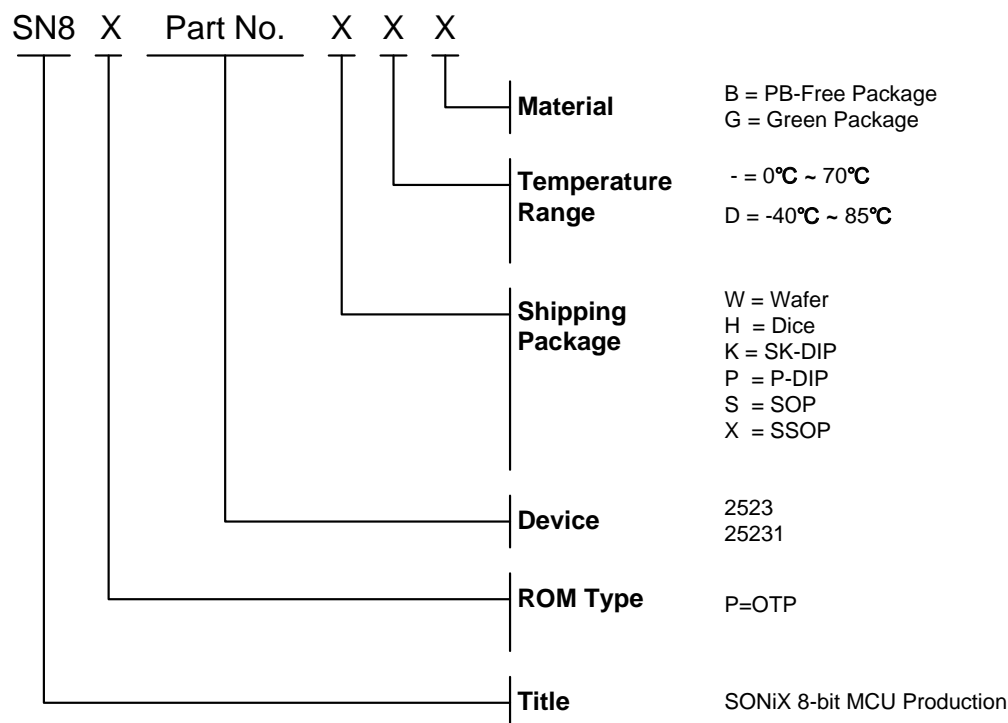 SN8 X Part No. X X X
Material
B = PB-Free Package
G = Green Package
Temperature
Range
- = 0℃ ~ 70℃
D = -40℃ ~ 85℃
Shipping
Package
W = Wafer
H = Dice
K = SK-DIP
P = P-DIP
S = SOP
X = SSOP
Device
2523
25231
ROM Type
P=OTP
Title
SONiX 8-bit MCU Production